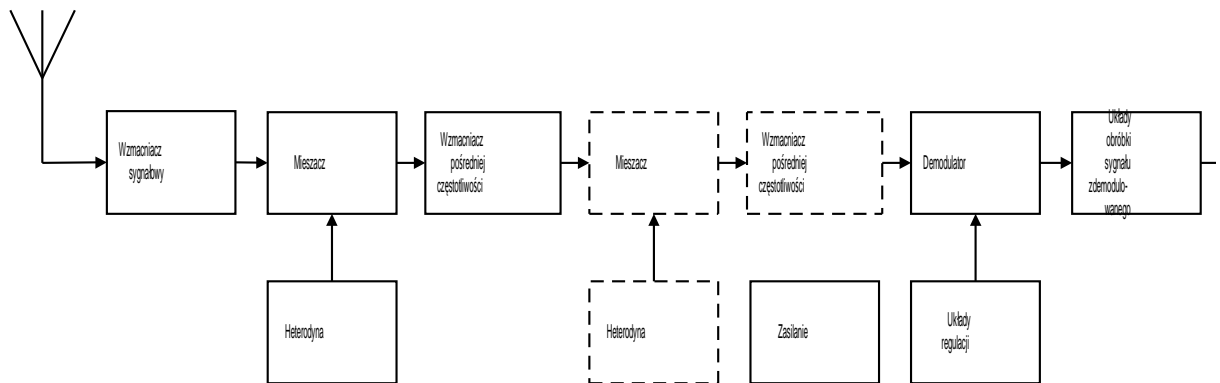 Wzmacniacz
sygnałowy
Mieszacz
Wzmacniacz
pośredniej
częstotliwości
Mieszacz
Wzmacniacz
pośredniej
częstotliwości
Demodulator
Układy
obróbki
sygnału
zdemodulo-
wanego
Heterodyna
Heterodyna
Zasilanie
Układy
regulacji